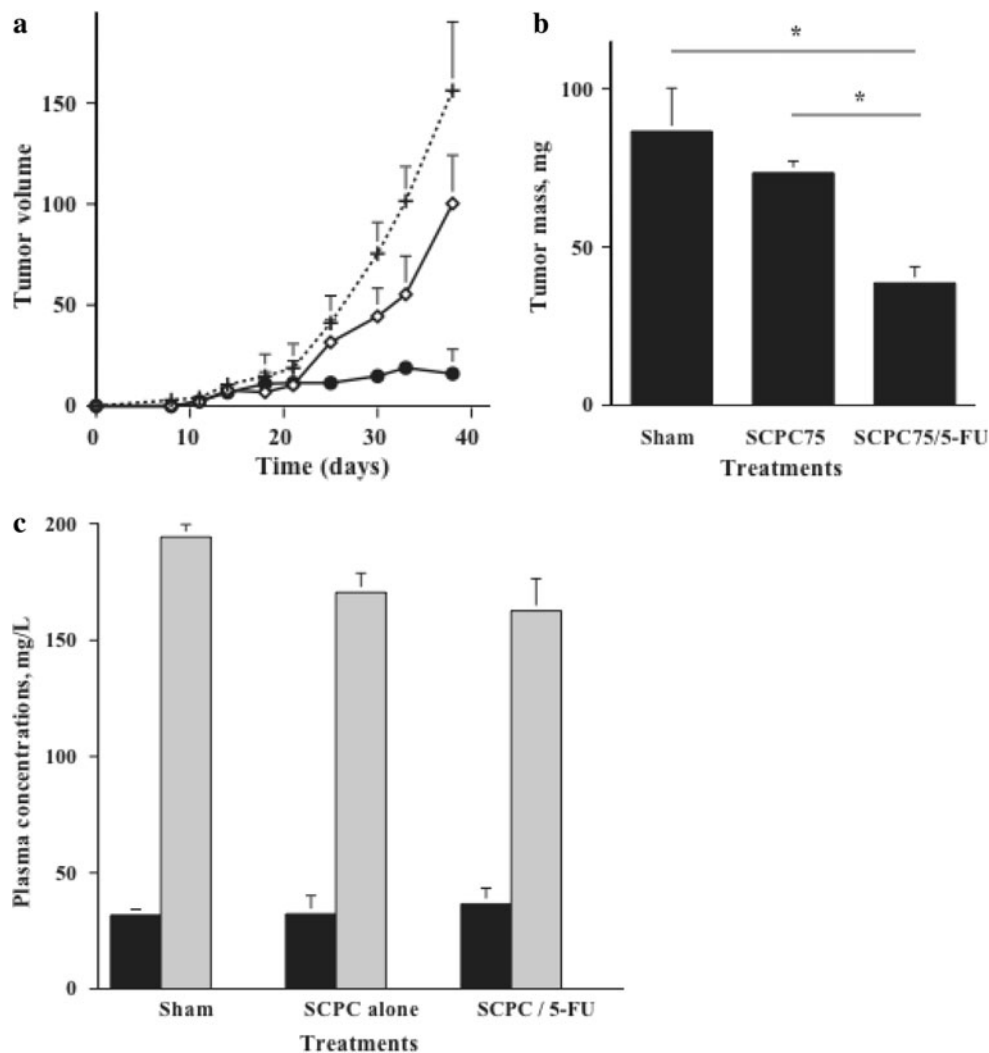 a
Tumor volume
150
100
50
0
0 10 20 30 40
Time (days)
b
Tumor mass, mg
100
50
0
*
*
Sham SCPC75 SCPC75/5-FU
Treatments
c
Plasma concentrations, mg/L
200
150
100
50
0
Sham SCPC alone SCPC / 5-FU
Treatments